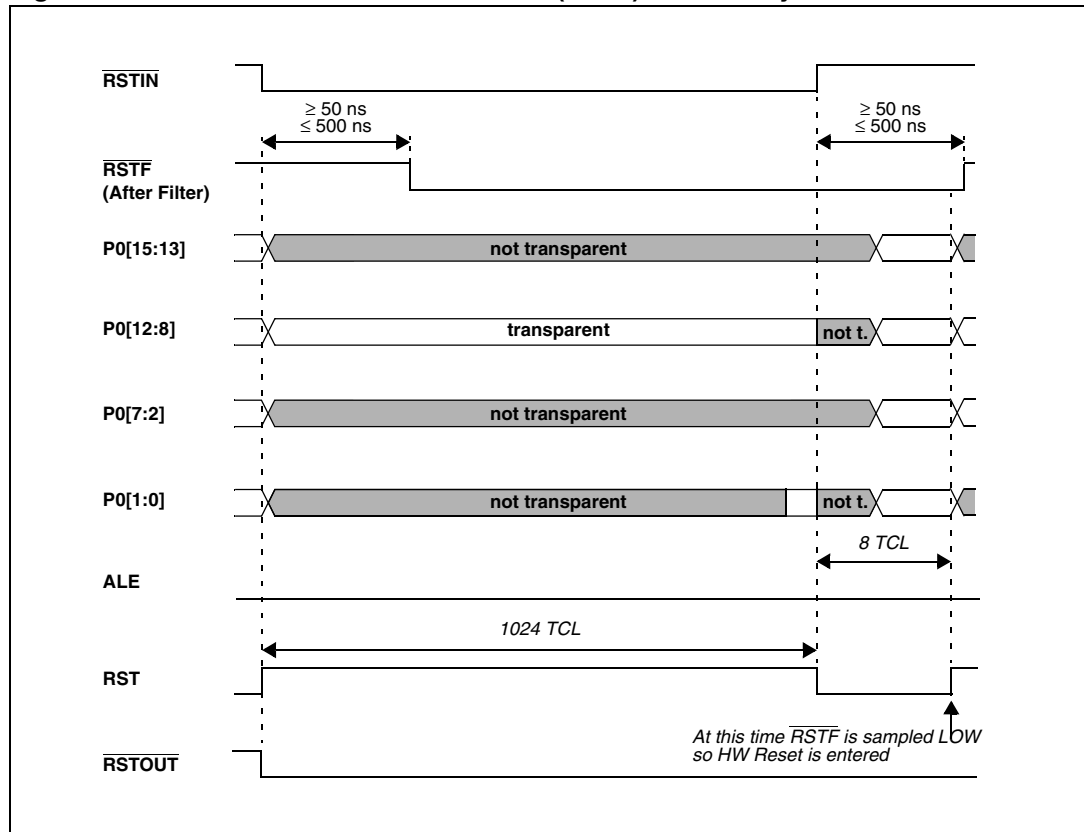 RSTIN
≥ 50 ns
≤ 500 ns
≥ 50 ns
≤ 500 ns
RSTF
(After Filter)
P0[15:13]
not transparent
P0[12:8]
transparent
not t.
P0[7:2]
not transparent
P0[1:0]
not transparent
not t.
8 TCL
ALE
1024 TCL
RST
At this time RSTF is sampled LOW
so HW Reset is entered
RSTOUT